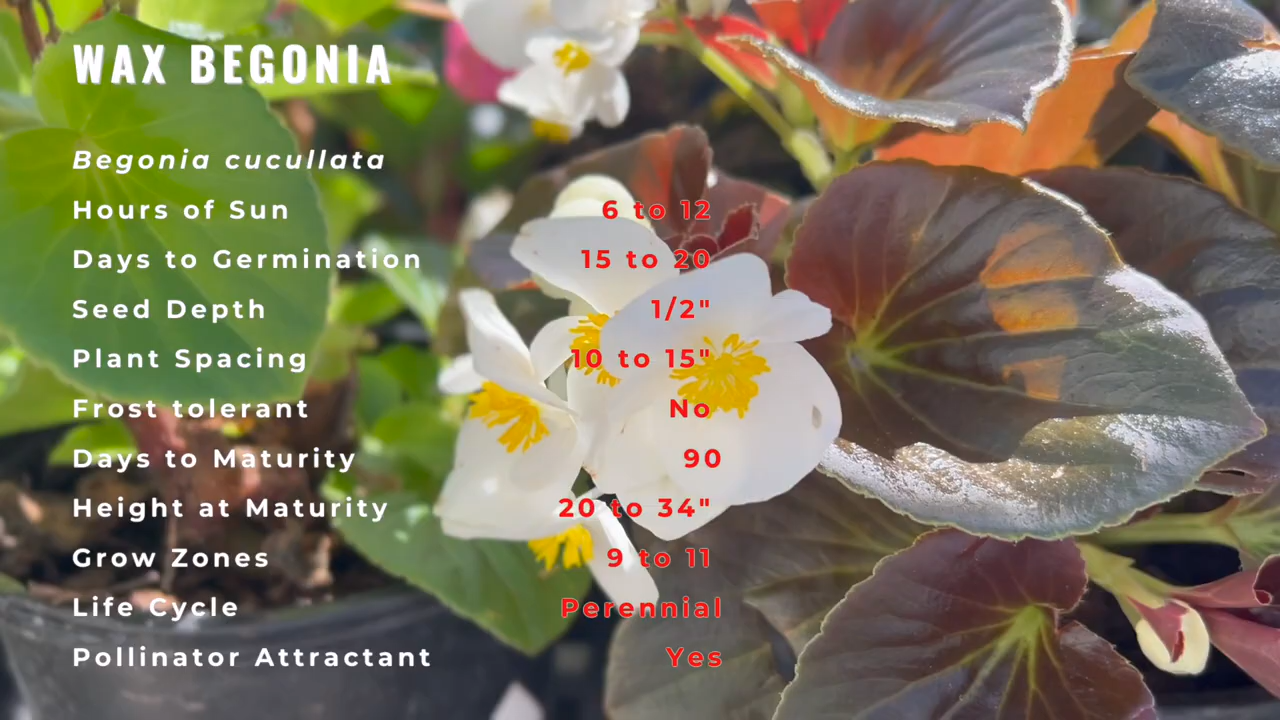 WAX BEGONIA
Begonia cucullata
Hours of Sun 6 to 12
Days to Germination 15 to 20
Seed Depth 1/2"
Plant Spacing 10 to 15"
Frost tolerant No
Days to Maturity 90
Height at Maturity 20 to 34"
Grow Zones 9 to 11
Life Cycle Perennial
Pollinator Attractant Yes